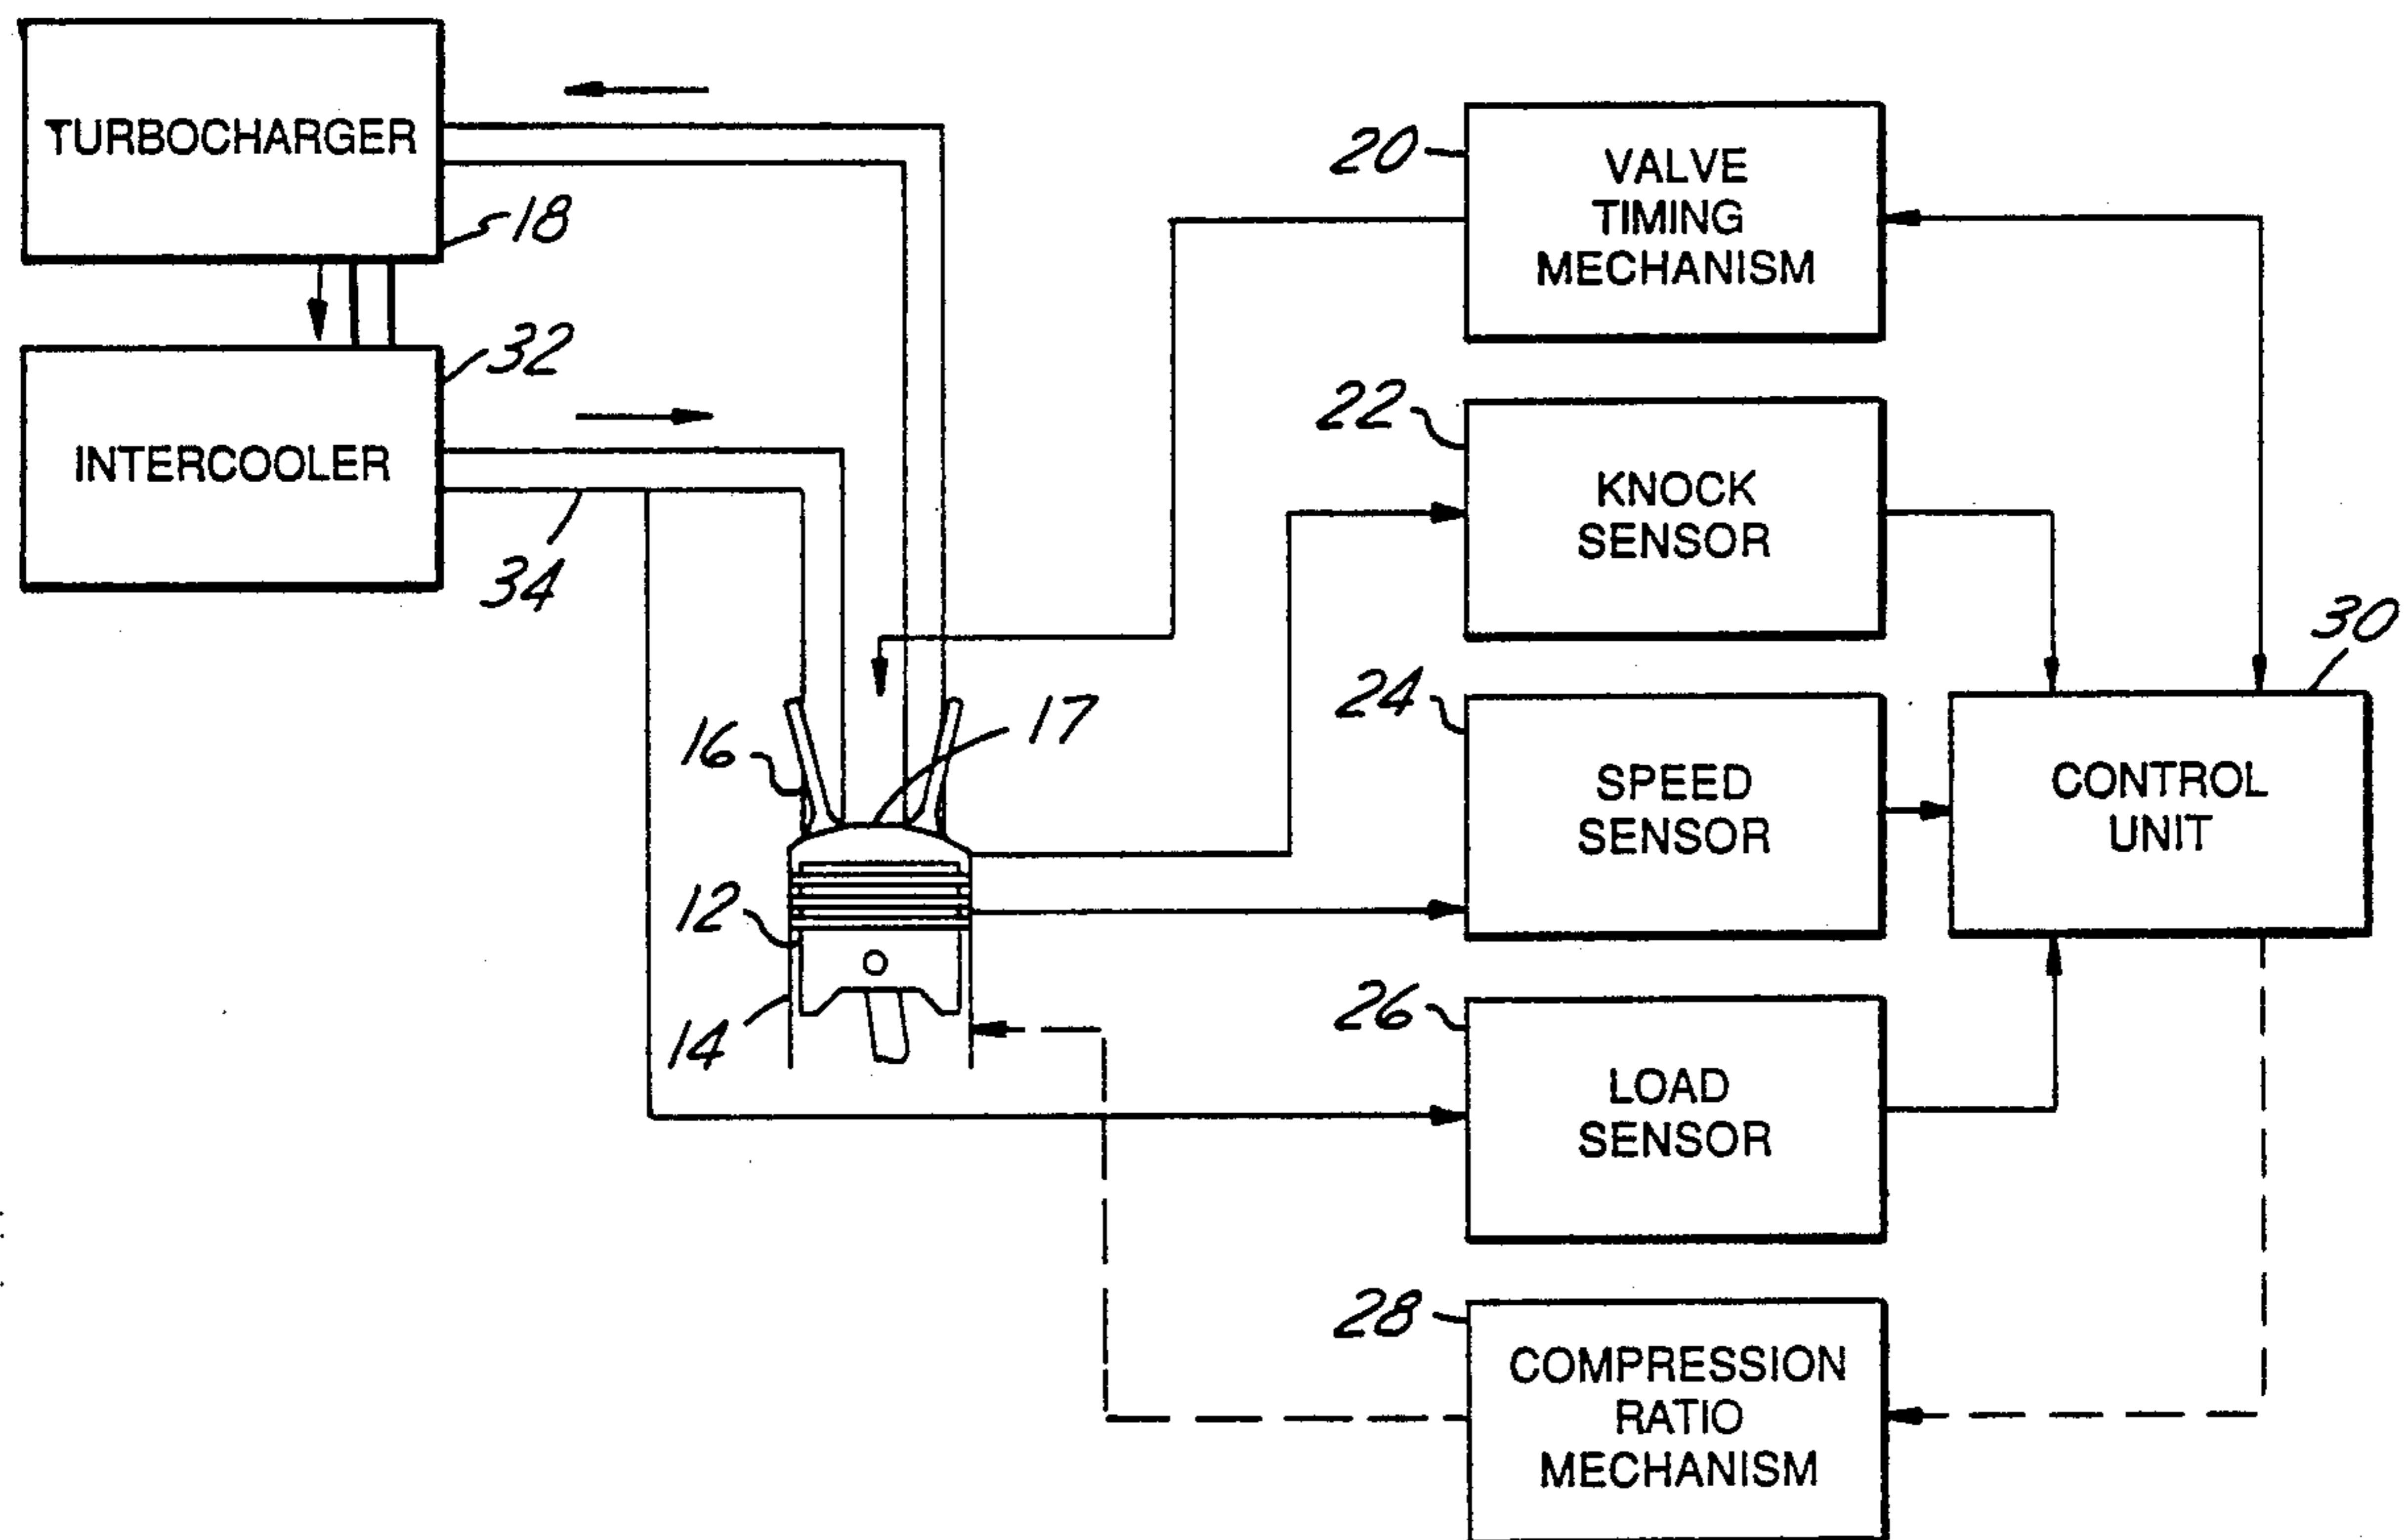 TURBOCHARGER
18
INTERCOOLER
32
34
20
VALVE
TIMING
MECHANISM
22
KNOCK
SENSOR
24
SPEED
SENSOR
30
CONTROL
UNIT
16
17
12
14
26
LOAD
SENSOR
28
COMPRESSION
RATIO
MECHANISM